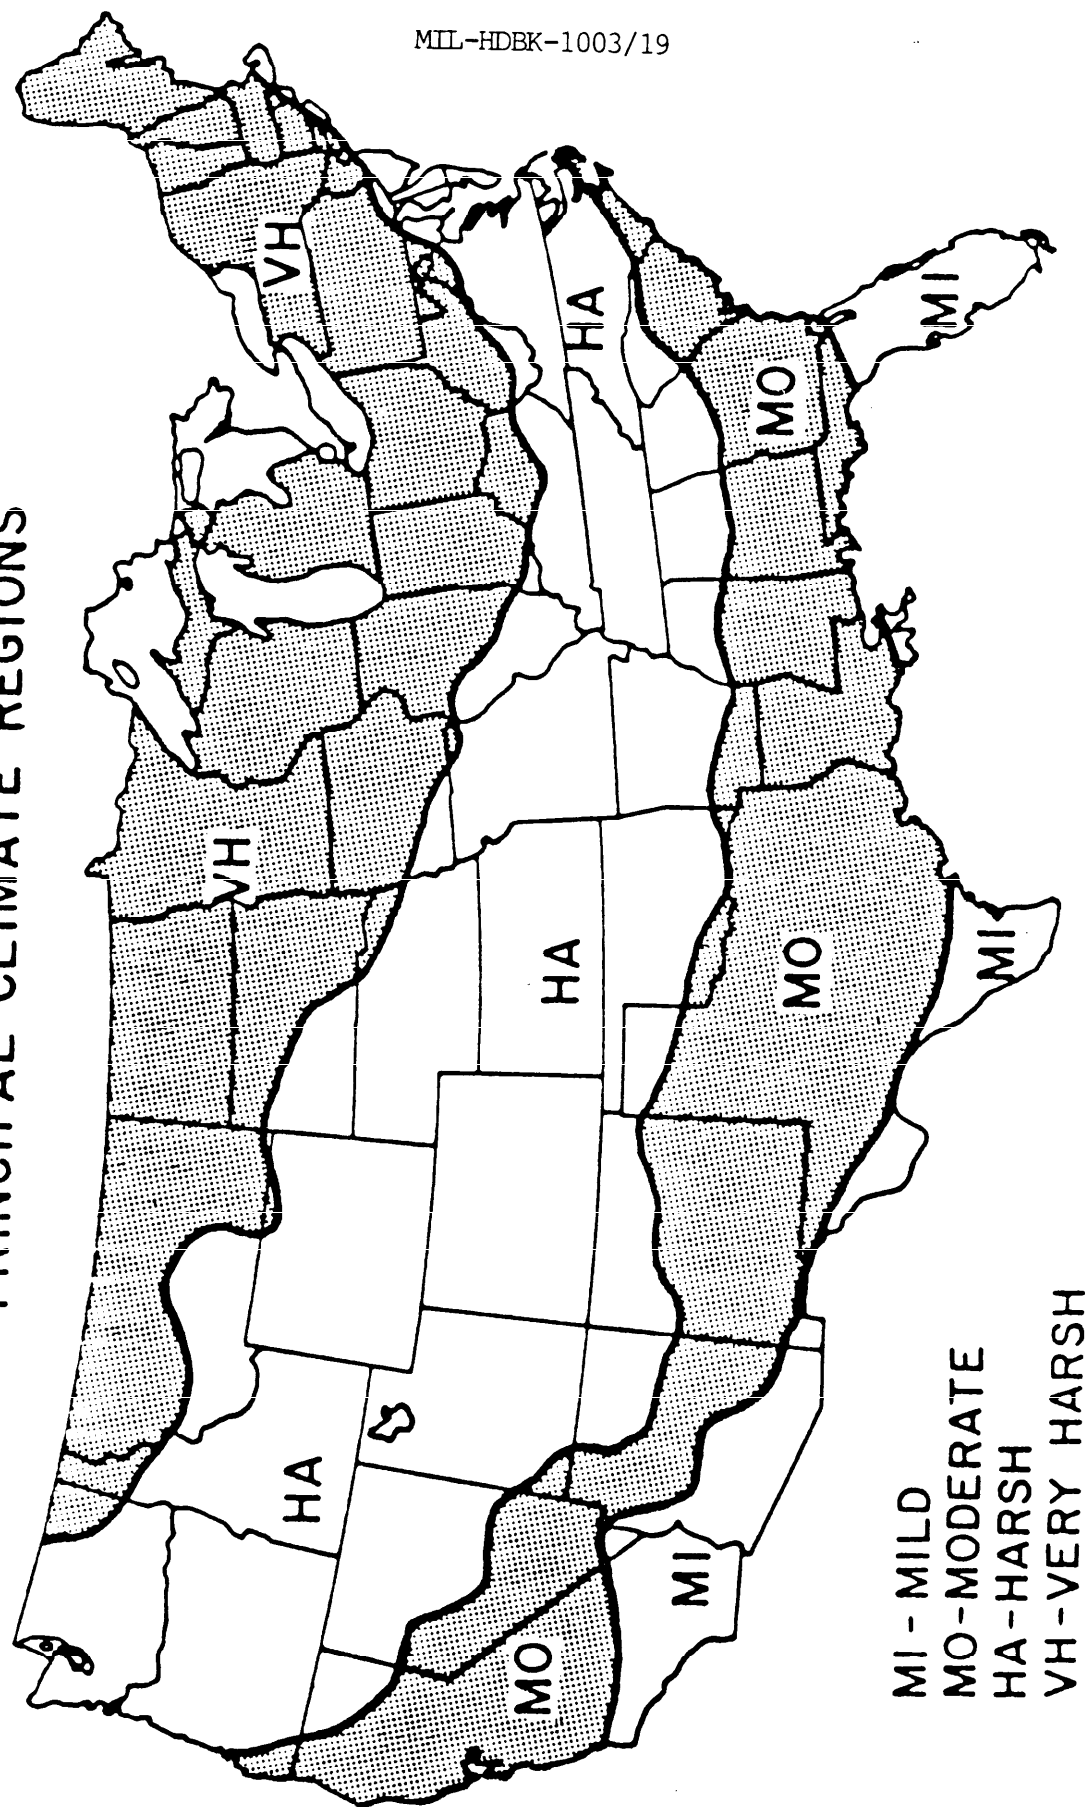 MIL-HDBK-1003/19
PRINCIPAL CLIMATE REGIONS
VH
VH
HA
HA
HA
MO
MO
MO
MI
MI
MI
MI - MILD
MO - MODERATE
HA - HARSH
VH - VERY HARSH